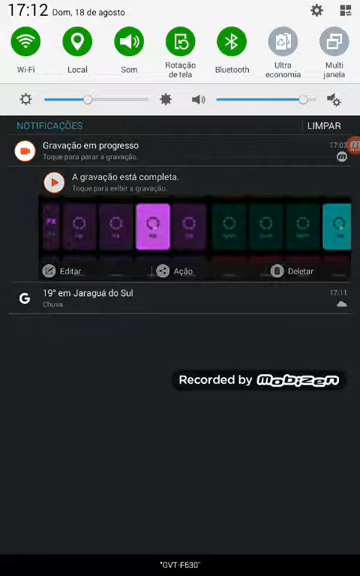 17:12 Dom, 18 de agosto
Wi-Fi
Local
Som
Rotação de tela
Bluetooth
Ultra economia
Multi janela
NOTIFICAÇÕES
LIMPAR
Gravação em progresso
17:03
Toque para parar a gravação.
A gravação está completa.
Toque para exibir a gravação.
FX
Editar
Ação
Deletar
19° em Jaraguá do Sul
17:11
Chuva
Recorded by Mobizen
"GVT-F630"